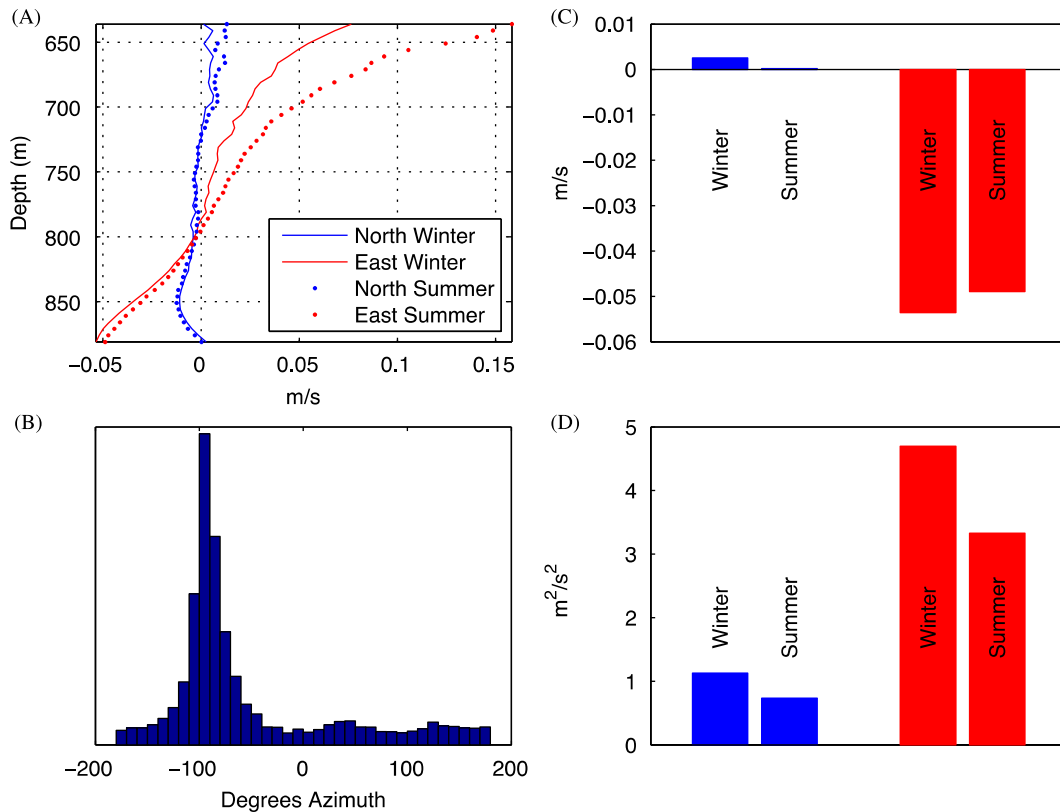 (A)
650
700
750
800
850
Depth (m)
−0.05
0
0.05
0.1
0.15
m/s
North Winter
East Winter
North Summer
East Summer
(B)
−200
−100
0
100
200
Degrees Azimuth
(C)
0.01
0
−0.01
−0.02
−0.03
−0.04
−0.05
−0.06
m/s
Winter
Summer
Winter
Summer
(D)
5
4
3
2
1
0
m²/s²
Winter
Summer
Winter
Summer